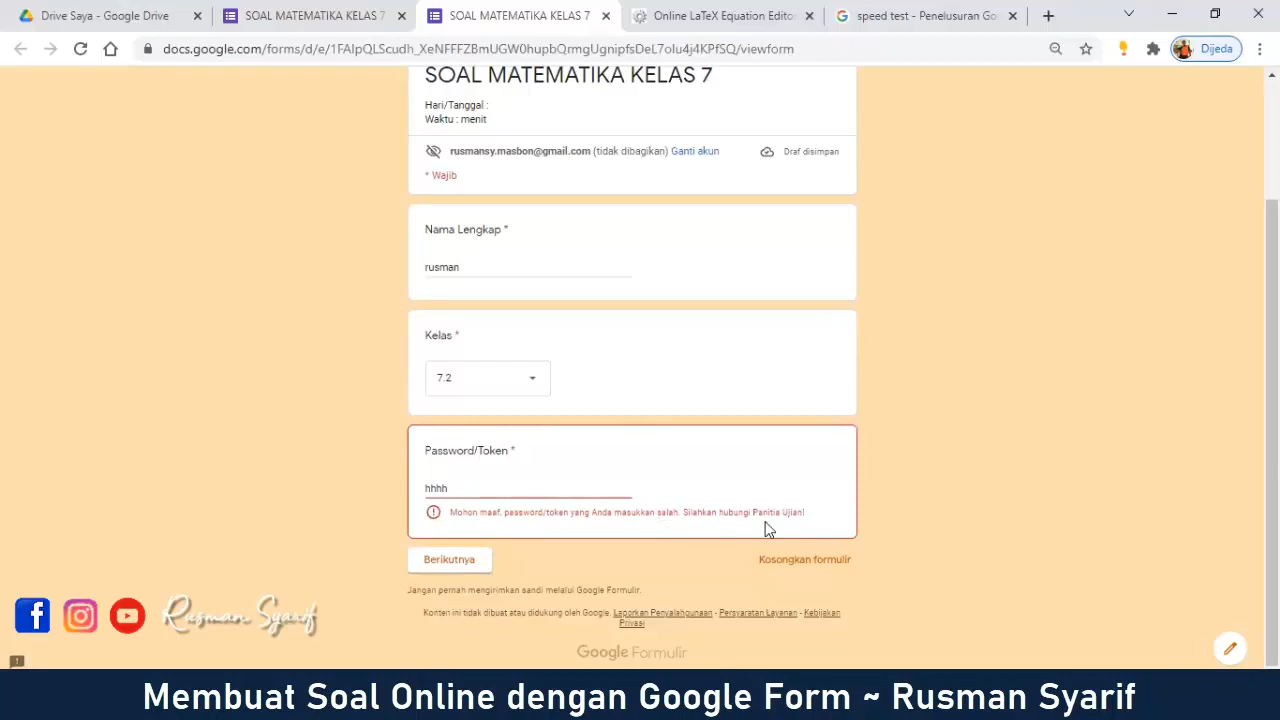 Drive Saya - Google Drive
SOAL MATEMATIKA KELAS 7
SOAL MATEMATIKA KELAS 7
Online LaTeX Equation Edito
speed test - Penelusuran Go
docs.google.com/forms/d/e/1FAIpQLScudh_XeNFFFZBmUGW0hupbQrmgUgnipfsDeL7oIu4j4KPfSQ/viewform
Dijeda
SOAL MATEMATIKA KELAS 7
Hari/Tanggal :
Waktu : menit
rusmansy.masbon@gmail.com (tidak dibagikan) Ganti akun
Draf disimpan
* Wajib
Nama Lengkap *
rusman
Kelas *
7.2
Password/Token *
hhhh
Mohon maaf. password/token yang Anda masukkan salah. Silahkan hubungi Panitia Ujian!
Berikutnya
Kosongkan formulir
Jangan pernah mengirimkan sandi melalui Google Formulir.
Konten ini tidak dibuat atau didukung oleh Google. Laporkan Penyalahgunaan - Persyaratan Layanan - Kebijakan
Privasi
Google Formulir
Rusman Syarif
Membuat Soal Online dengan Google Form ~ Rusman Syarif